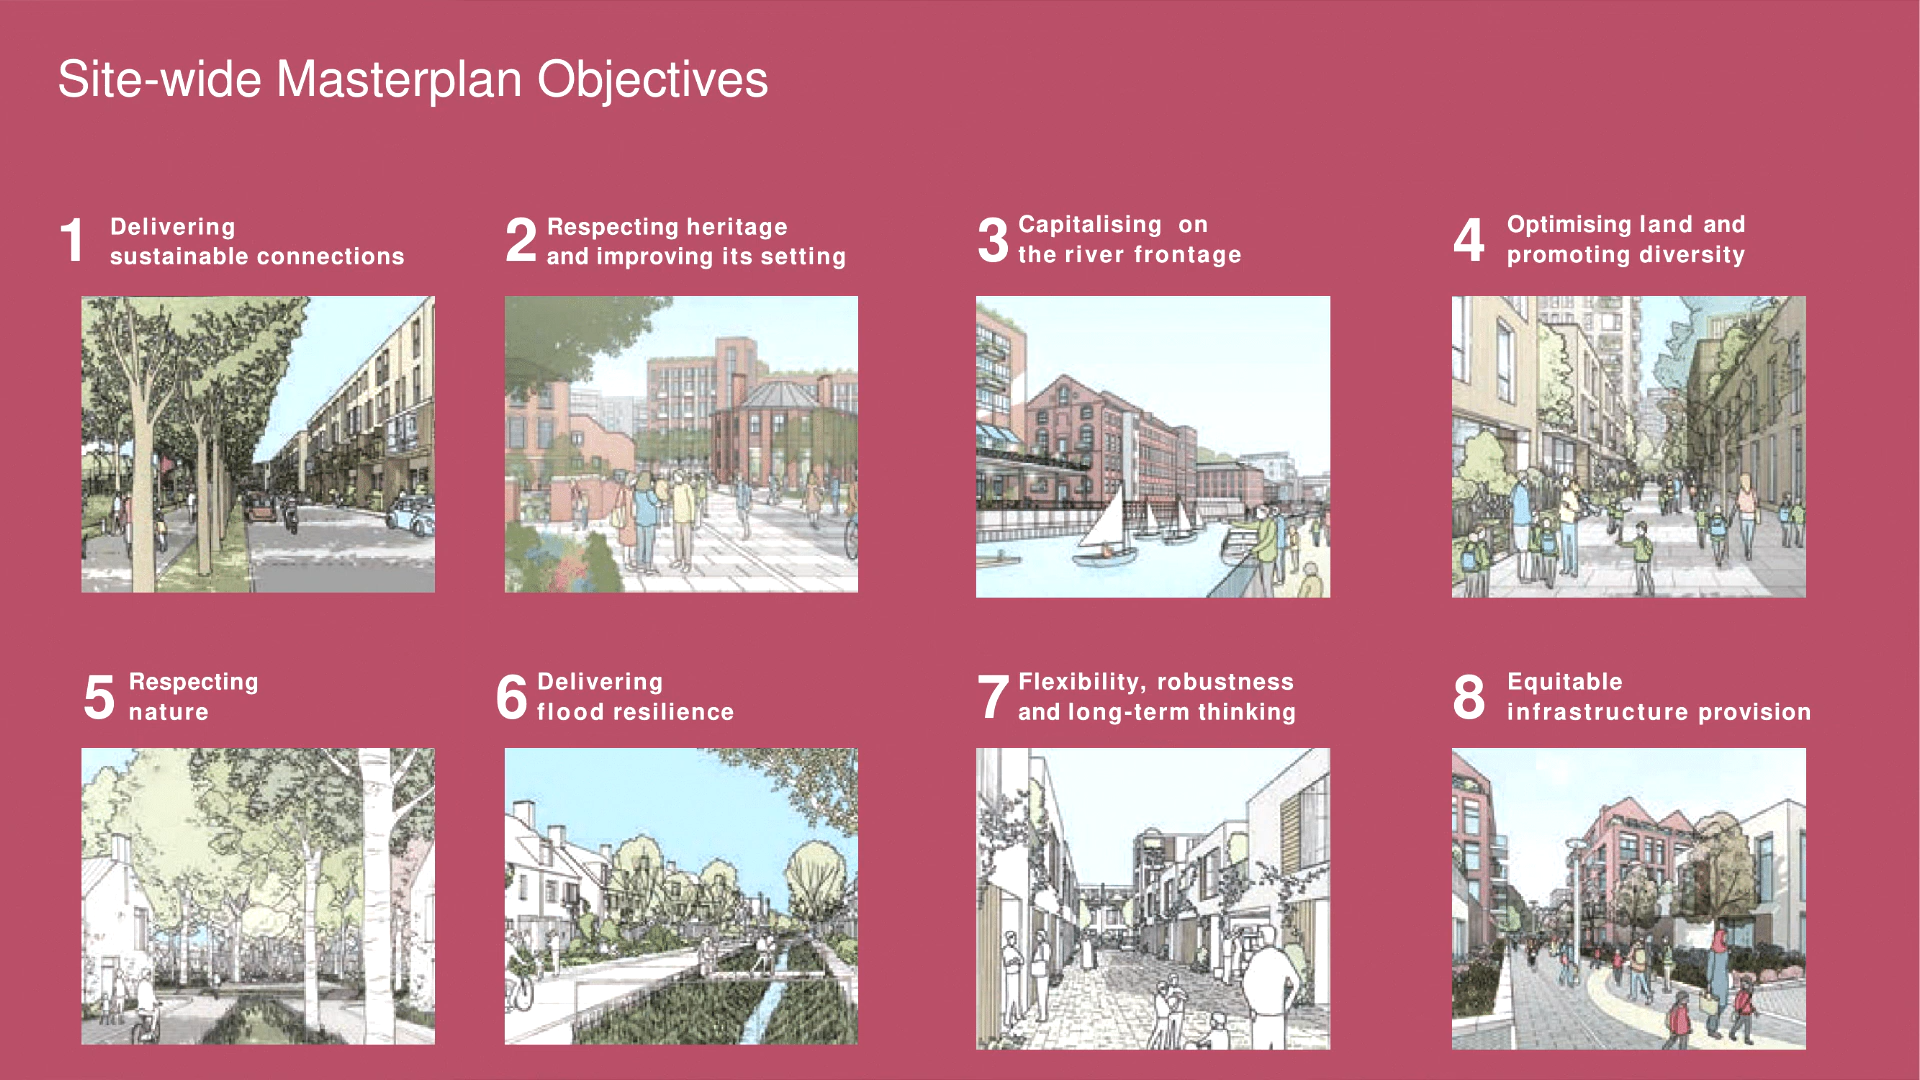 Site-wide Masterplan Objectives
1 Delivering
sustainable connections
2 Respecting heritage
and improving its setting
3 Capitalising on
the river frontage
4 Optimising land and
promoting diversity
5 Respecting
nature
6 Delivering
flood resilience
7 Flexibility, robustness
and long-term thinking
8 Equitable
infrastructure provision